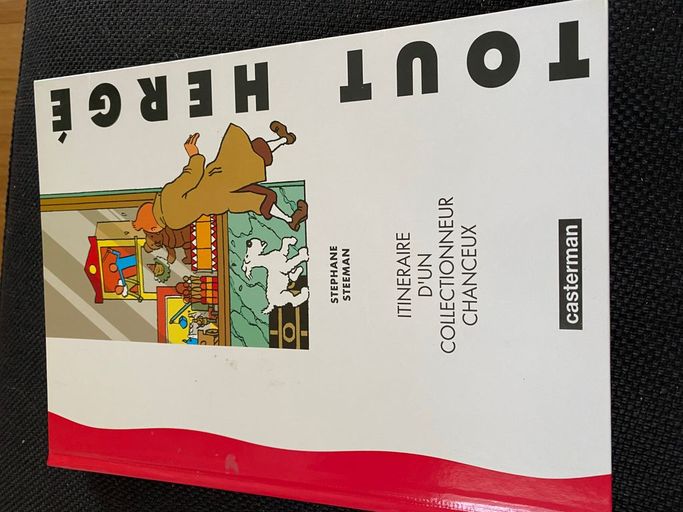 TOUT
HERGÉ
STEPHANE
STEEMAN
ITINERAIRE
D'UN
COLLECTIONNEUR
CHANCEUX
casterman